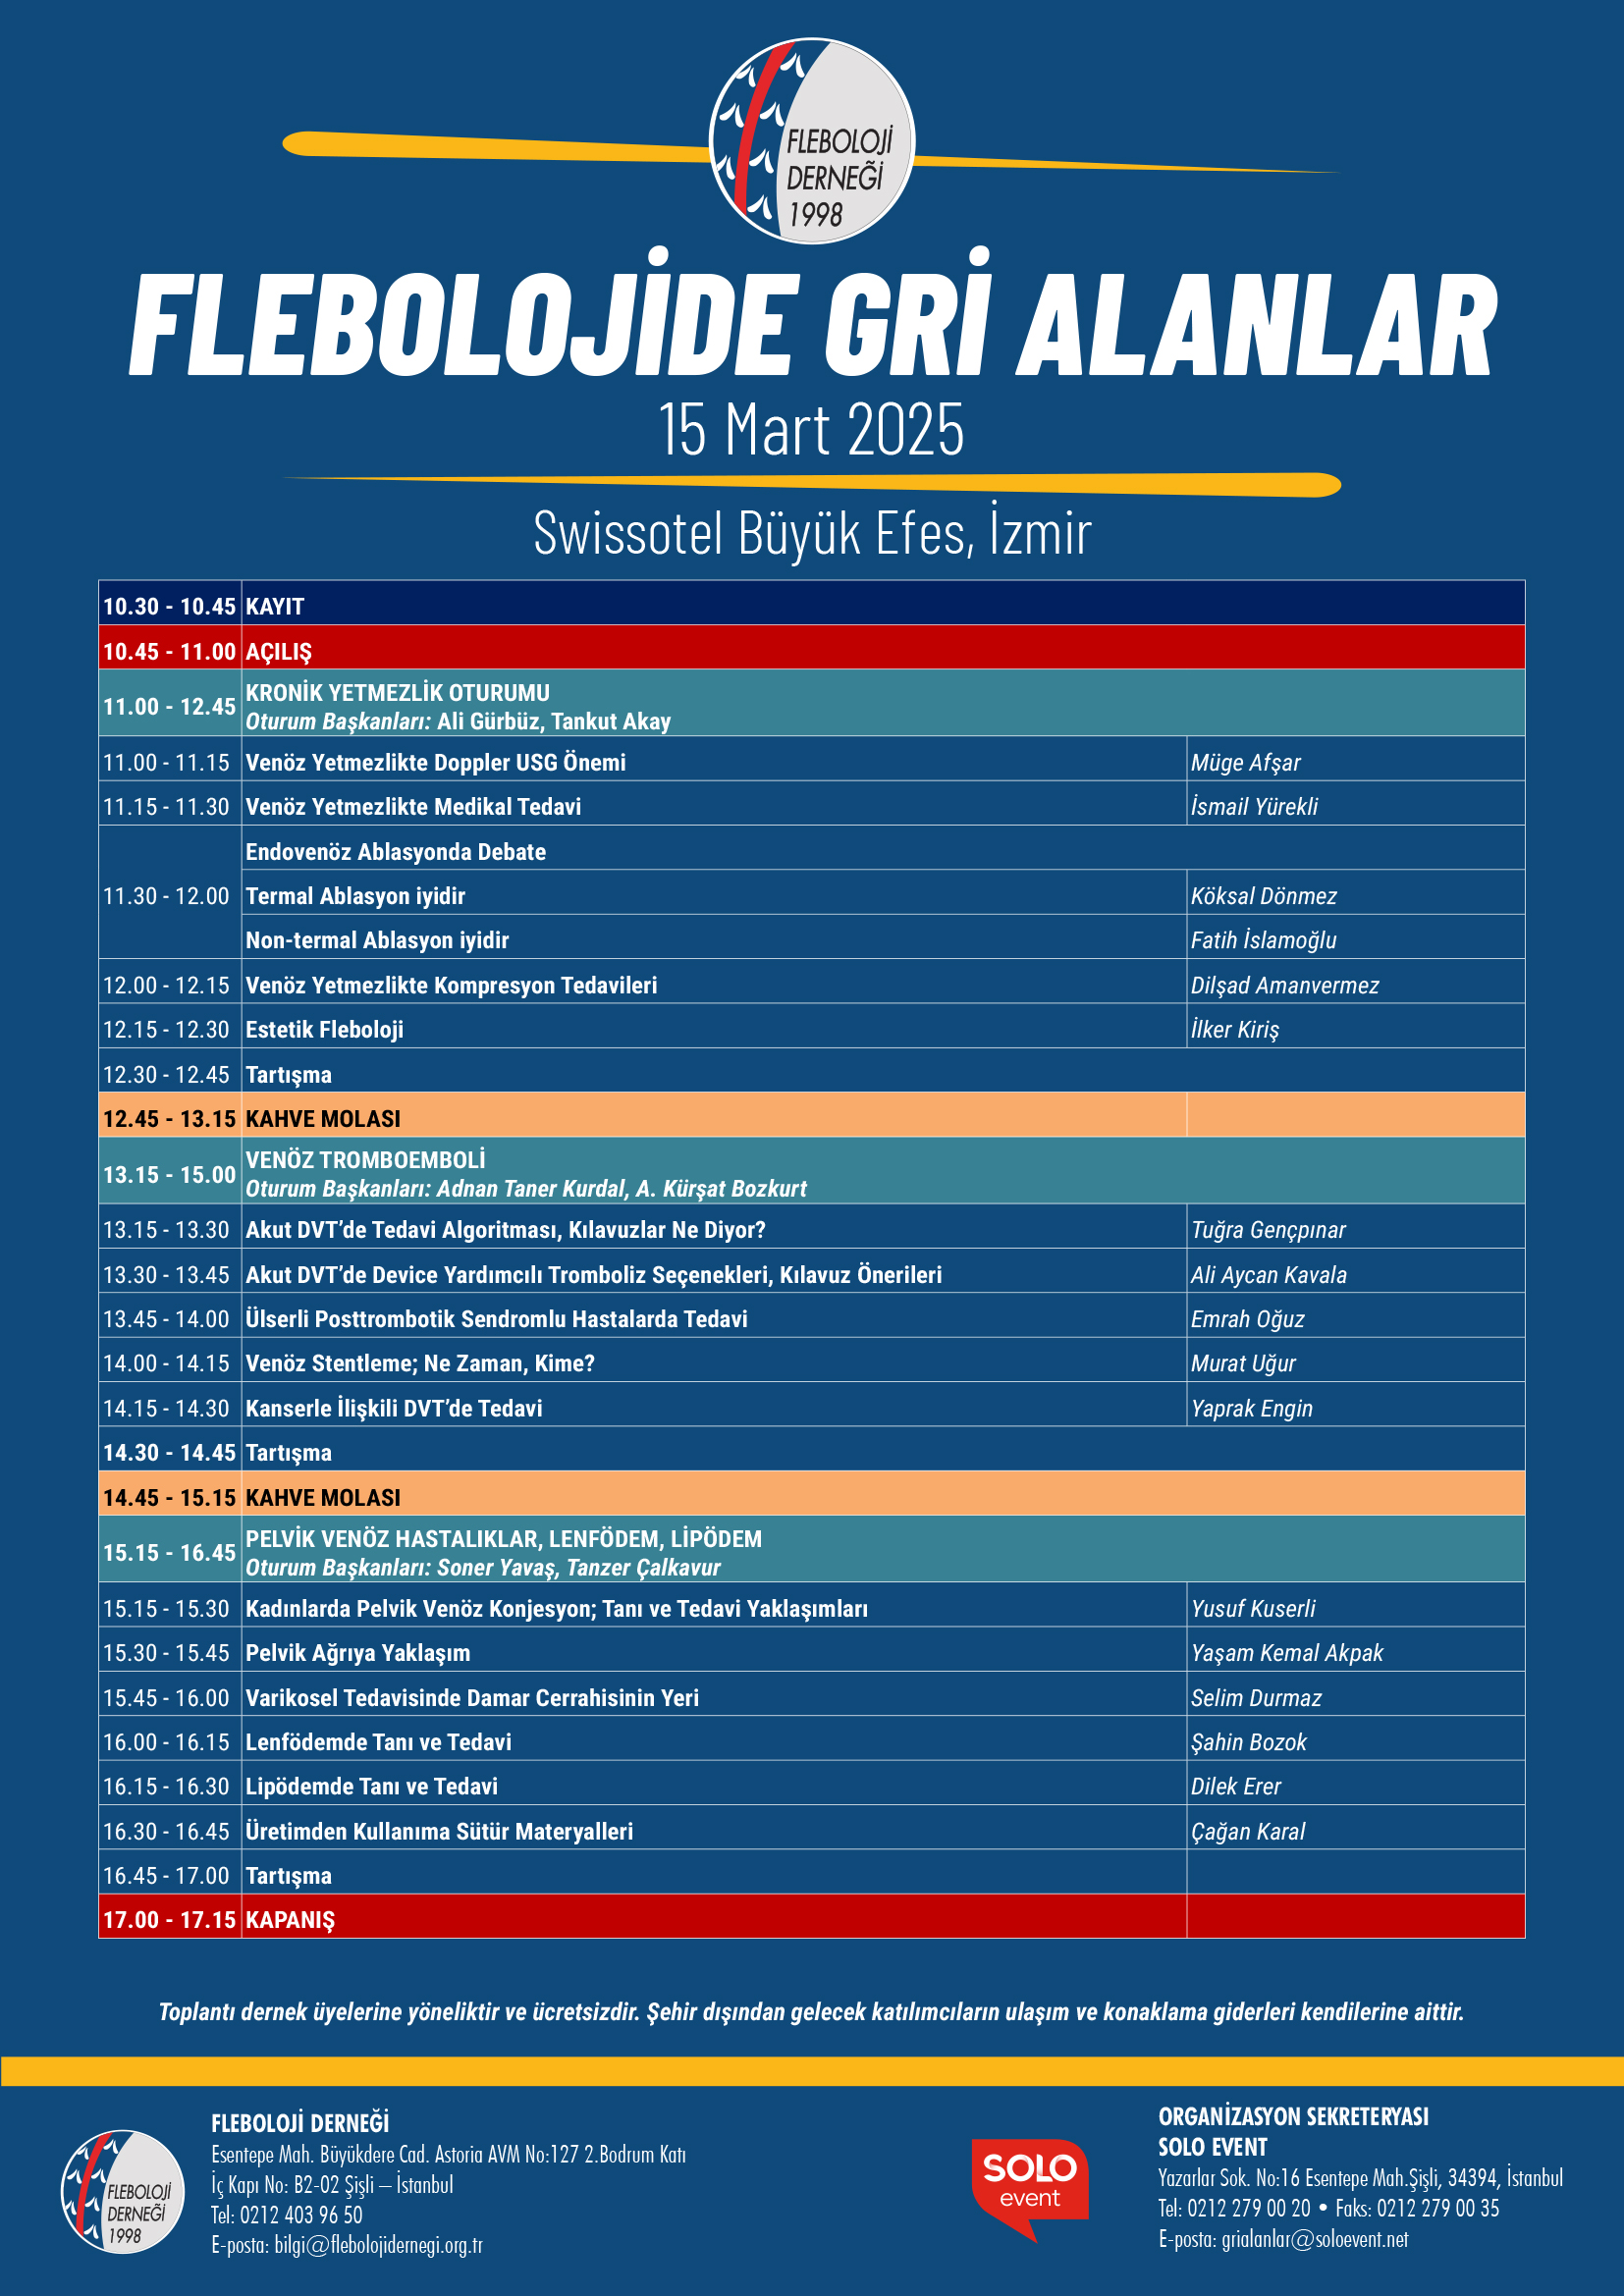 FLEBOLOJİ
DERNEĞİ
1998
FLEBOLOJİDE GRİ ALANLAR
15 Mart 2025
Swissotel Büyük Efes, İzmir
10.30 - 10.45 KAYIT
10.45 - 11.00 AÇILIŞ
11.00 - 12.45 KRONİK YETMEZLİK OTURUMU
Oturum Başkanları: Ali Gürbüz, Tankut Akay
11.00 - 11.15 Venöz Yetmezlikte Doppler USG Önemi Müge Afşar
11.15 - 11.30 Venöz Yetmezlikte Medikal Tedavi İsmail Yürekli
Endovenöz Ablasyonda Debate
11.30 - 12.00 Termal Ablasyon iyidir Köksal Dönmez
Non-termal Ablasyon iyidir Fatih İslamoğlu
12.00 - 12.15 Venöz Yetmezlikte Kompresyon Tedavileri Dilşad Amanvermez
12.15 - 12.30 Estetik Fleboloji İlker Kiriş
12.30 - 12.45 Tartışma
12.45 - 13.15 KAHVE MOLASI
13.15 - 15.00 VENÖZ TROMBOEMBOLİ
Oturum Başkanları: Adnan Taner Kurdal, A. Kürşat Bozkurt
13.15 - 13.30 Akut DVT’de Tedavi Algoritması, Kılavuzlar Ne Diyor? Tuğra Gençpınar
13.30 - 13.45 Akut DVT’de Device Yardımcılı Tromboliz Seçenekleri, Kılavuz Önerileri Ali Aycan Kavala
13.45 - 14.00 Ülserli Posttrombotik Sendromlu Hastalarda Tedavi Emrah Oğuz
14.00 - 14.15 Venöz Stentleme; Ne Zaman, Kime? Murat Uğur
14.15 - 14.30 Kanserle İlişkili DVT’de Tedavi Yaprak Engin
14.30 - 14.45 Tartışma
14.45 - 15.15 KAHVE MOLASI
15.15 - 16.45 PELVİK VENÖZ HASTALIKLAR, LENFÖDEM, LİPÖDEM
Oturum Başkanları: Soner Yavaş, Tanzer Çalkavur
15.15 - 15.30 Kadınlarda Pelvik Venöz Konjesyon; Tanı ve Tedavi Yaklaşımları Yusuf Kuserli
15.30 - 15.45 Pelvik Ağrıya Yaklaşım Yaşam Kemal Akpak
15.45 - 16.00 Varikosel Tedavisinde Damar Cerrahisinin Yeri Selim Durmaz
16.00 - 16.15 Lenfödemde Tanı ve Tedavi Şahin Bozok
16.15 - 16.30 Lipödemde Tanı ve Tedavi Dilek Erer
16.30 - 16.45 Üretimden Kullanıma Sütür Materyalleri Çağan Karal
16.45 - 17.00 Tartışma
17.00 - 17.15 KAPANIŞ
Toplantı dernek üyelerine yöneliktir ve ücretsizdir. Şehir dışından gelecek katılımcıların ulaşım ve konaklama giderleri kendilerine aittir.
FLEBOLOJİ
DERNEĞİ
1998
FLEBOLOJİ DERNEĞİ
Esentepe Mah. Büyükdere Cad. Astoria AVM No:127 2.Bodrum Katı
İç Kapı No: B2-02 Şişli – İstanbul
Tel: 0212 403 96 50
E-posta: bilgi@flebolojidernegi.org.tr
SOLO
event
ORGANİZASYON SEKRETERYASI
SOLO EVENT
Yazarlar Sok. No:16 Esentepe Mah.Şişli, 34394, İstanbul
Tel: 0212 279 00 20 • Faks: 0212 279 00 35
E-posta: grialanlar@soloevent.net